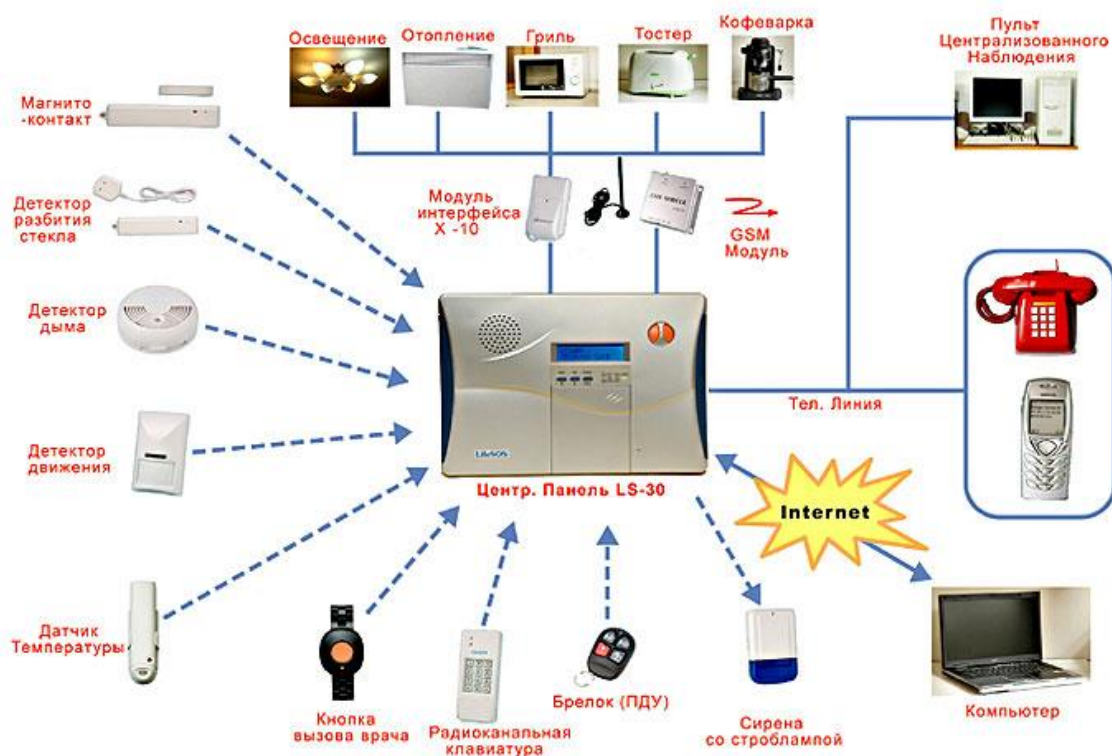 Освещение
Отопление
Гриль
Тостер
Кофеварка
Пульт
Централизованного
Наблюдения
Магнито
-контакт
Детектор
разбития
стекла
Модуль
интерфейса
X -10
GSM
Модуль
Детектор
дыма
Тел. Линия
Детектор
движения
LifeSOS
Центр. Панель LS-30
Internet
Датчик
Температуры
Кнопка
вызова врача
Радиоканальная
клавиатура
Брелок (ПДУ)
Сирена
со строблампой
Компьютер